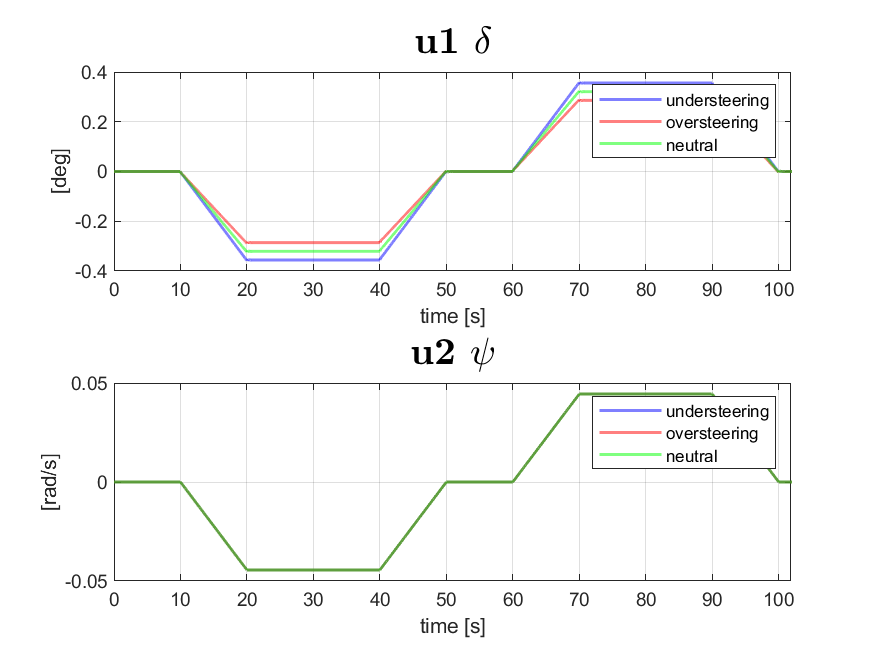 u1 δ
0.4
0.2
0
-0.2
-0.4
[deg]
understeering
oversteering
neutral
0 10 20 30 40 50 60 70 80 90 100
time [s]
u2 ψ
0.05
0
-0.05
[rad/s]
understeering
oversteering
neutral
0 10 20 30 40 50 60 70 80 90 100
time [s]